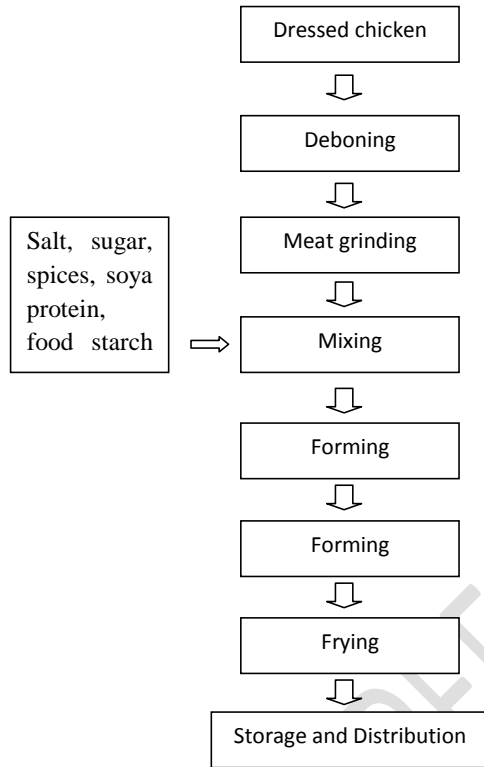 Dressed chicken
Deboning
Meat grinding
Salt, sugar,
spices, soya
protein,
food starch
Mixing
Forming
Forming
Frying
Storage and Distribution